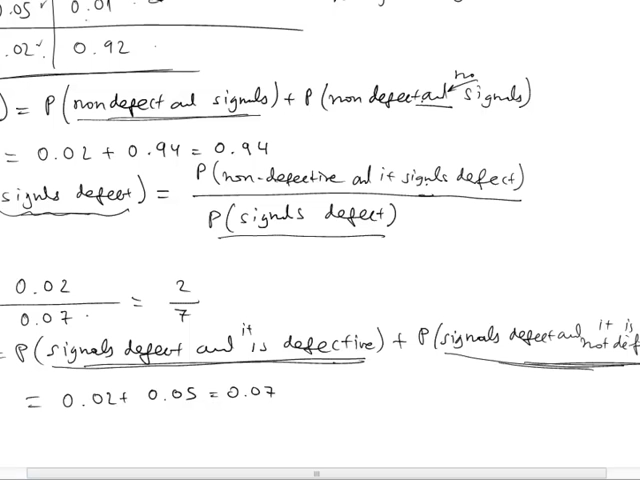 0.05 0.01
.02 0.92
) = P(nondefect and signals) + P(nondefect and no signals)
= 0.02 + 0.94 = 0.94
signals defect) = P(non-defective and it signals defect)
P(signals defect)
0.02 = 2
0.07 7
= P(signals defect and it is defective) + P(signals defect and it is not def
= 0.02 + 0.05 = 0.07